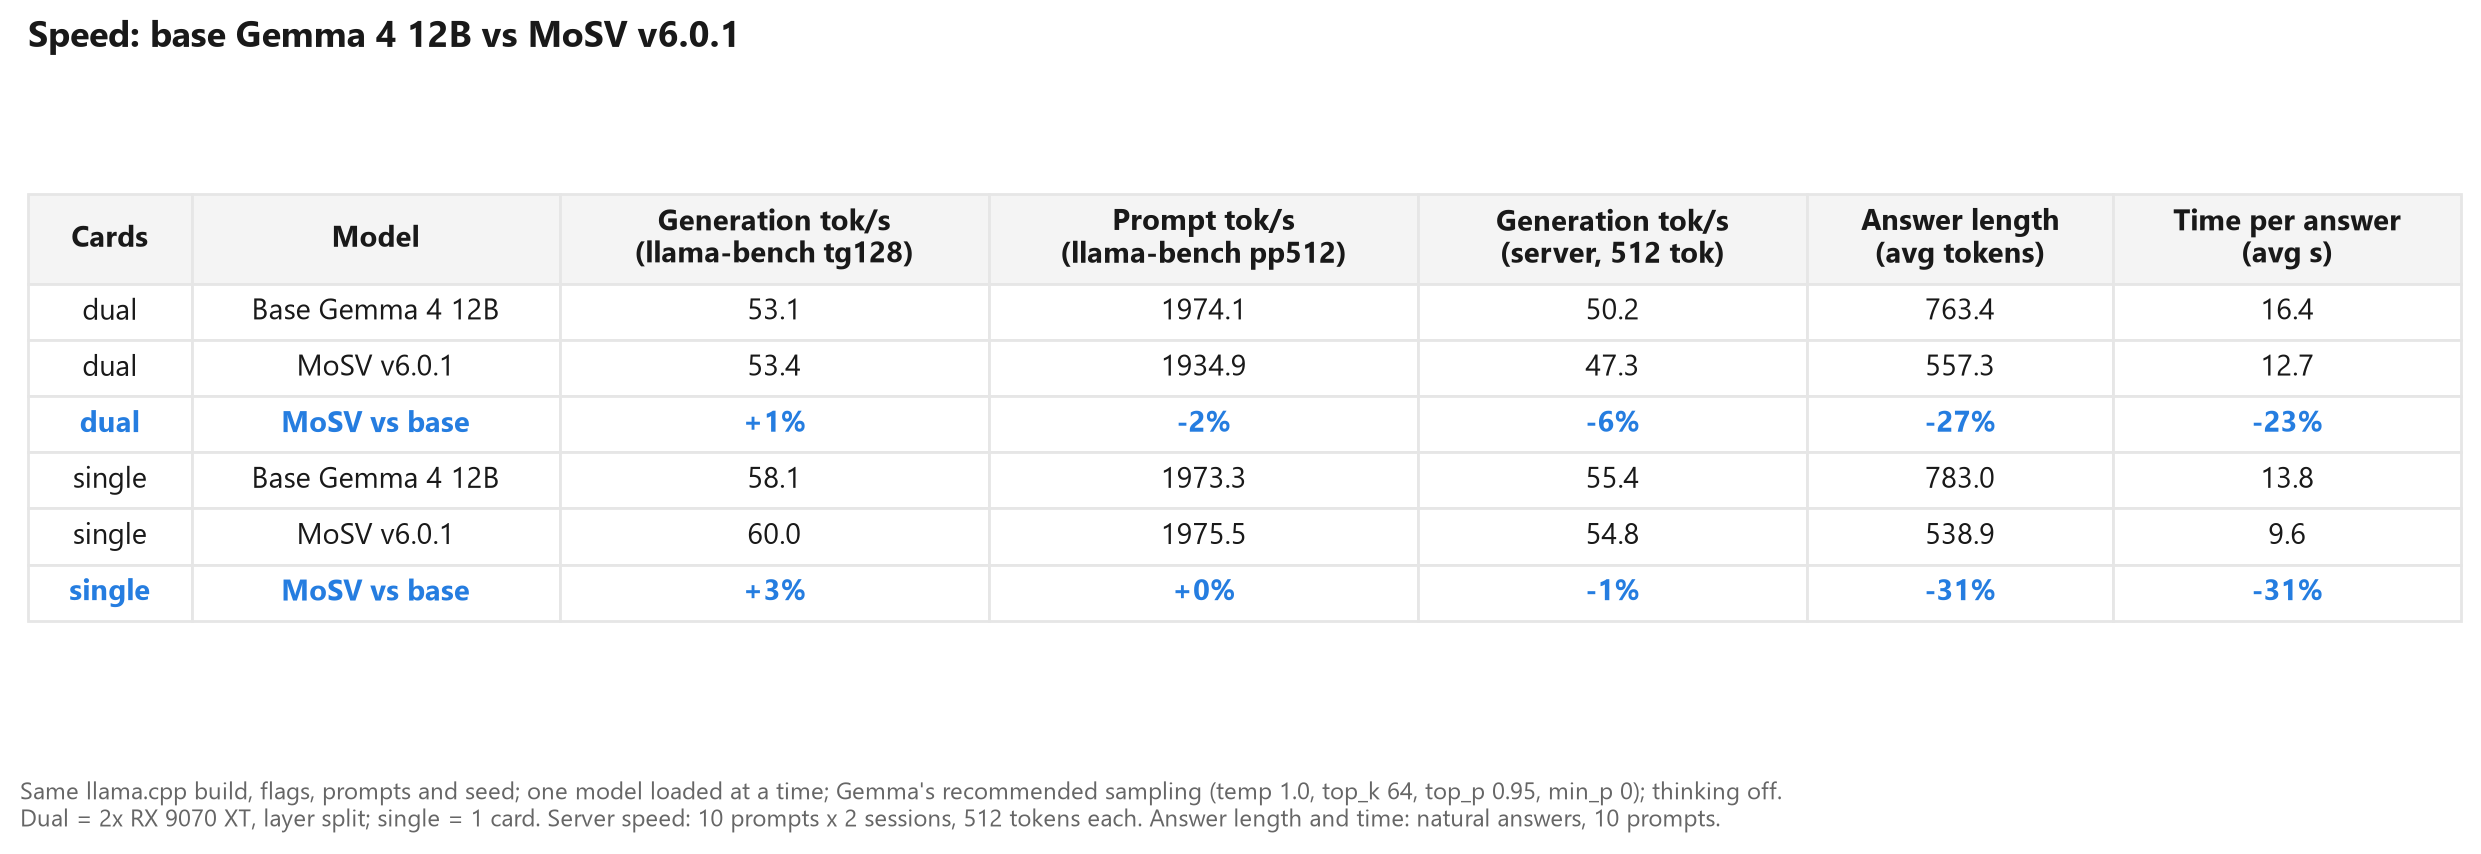 Speed: base Gemma 4 12B vs MoSV v6.0.1
Cards Model Generation tok/s (llama-bench tg128) Prompt tok/s (llama-bench pp512) Generation tok/s (server, 512 tok) Answer length (avg tokens) Time per answer (avg s)
dual Base Gemma 4 12B 53.1 1974.1 50.2 763.4 16.4
dual MoSV v6.0.1 53.4 1934.9 47.3 557.3 12.7
dual MoSV vs base +1% -2% -6% -27% -23%
single Base Gemma 4 12B 58.1 1973.3 55.4 783.0 13.8
single MoSV v6.0.1 60.0 1975.5 54.8 538.9 9.6
single MoSV vs base +3% +0% -1% -31% -31%
Same llama.cpp build, flags, prompts and seed; one model loaded at a time; Gemma's recommended sampling (temp 1.0, top_k 64, top_p 0.95, min_p 0); thinking off.
Dual = 2x RX 9070 XT, layer split; single = 1 card. Server speed: 10 prompts x 2 sessions, 512 tokens each. Answer length and time: natural answers, 10 prompts.